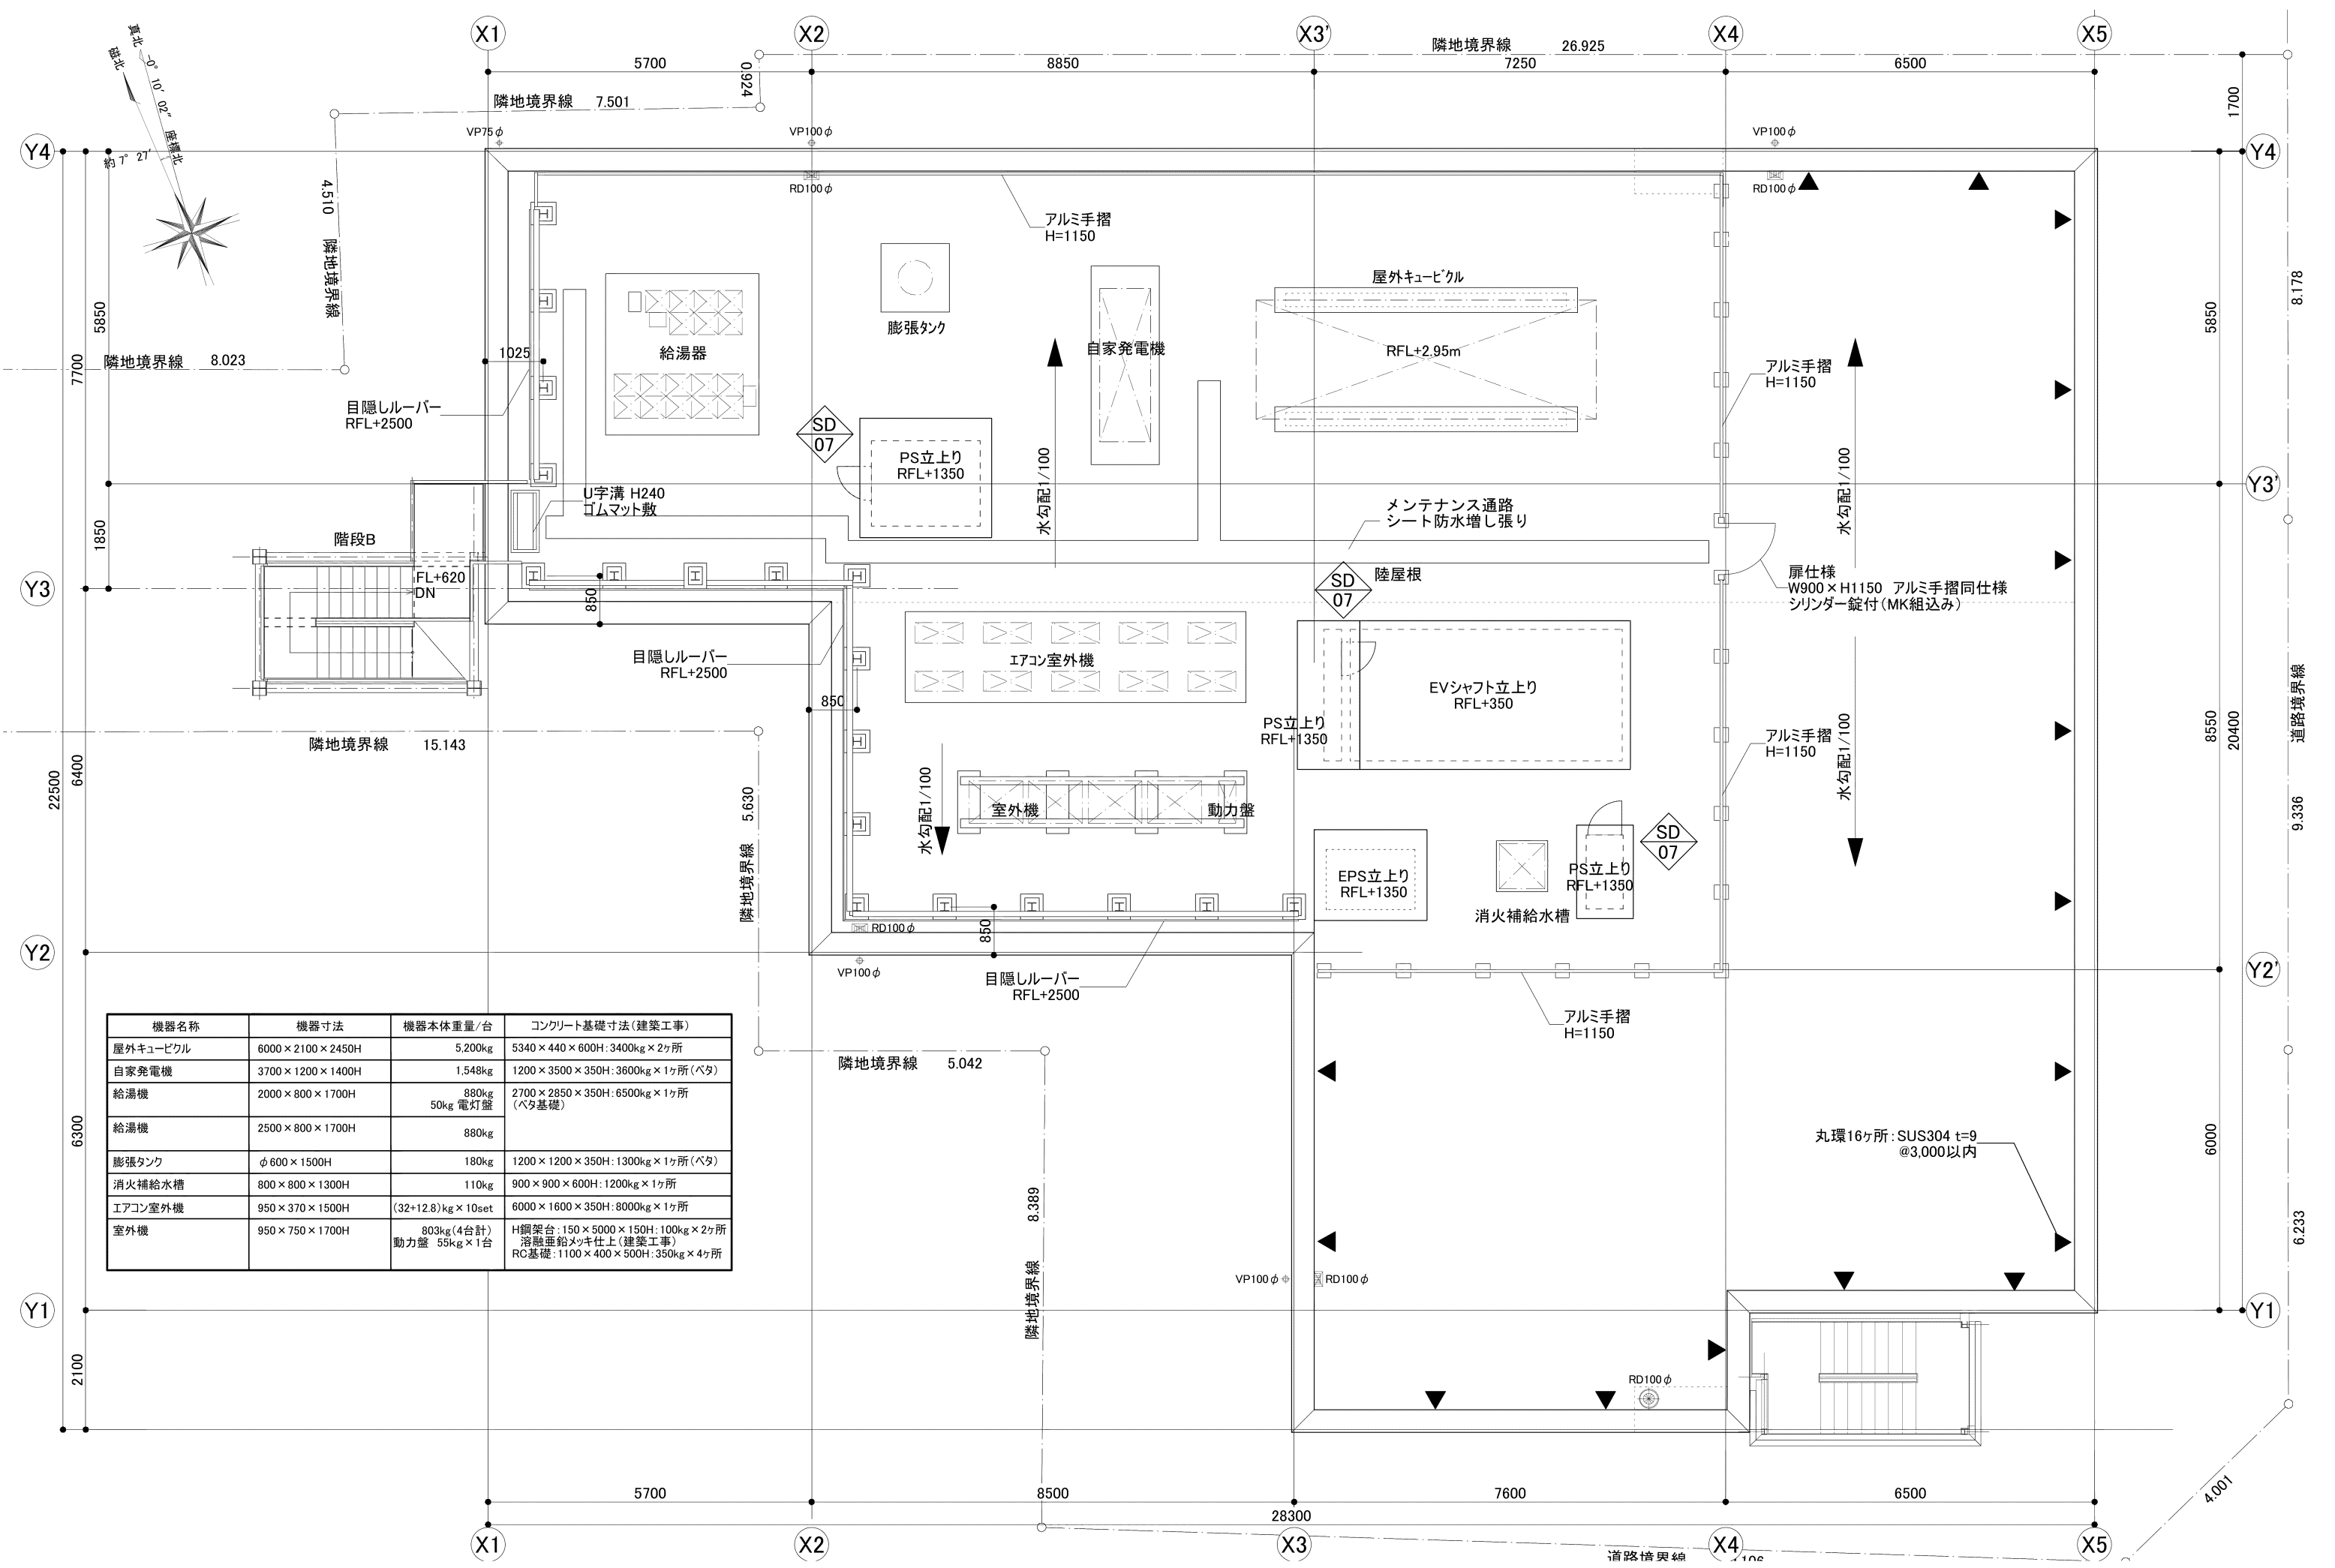 X1
X2
X3'
X4
X5
隣地境界線 26.925
5700
8850
7250
6500
0.924
隣地境界線 7.501
1700
真北
磁北
-0° 10' 02" 座標北
約 7° 27'
VP75φ
VP100φ
VP100φ
Y4
Y4
RD100φ
RD100φ
4.510 隣地境界線
アルミ手摺
H=1150
屋外キュービクル
8.178
5850
7700
5850
膨張タンク
隣地境界線 8.023
1025
給湯器
自家発電機
RFL+2.95m
アルミ手摺
H=1150
目隠しルーバー
RFL+2500
SD
07
PS立上り
RFL+1350
水勾配1/100
水勾配1/100
Y3'
U字溝 H240
ゴムマット敷
メンテナンス通路
シート防水増し張り
1850
階段B
FL+620
DN
陸屋根
SD
07
扉仕様
W900×H1150 アルミ手摺同仕様
シリンダー錠付(MK組込み)
Y3
850
目隠しルーバー
RFL+2500
エアコン室外機
EVシャフト立上り
RFL+350
850
PS立上り
RFL+1350
アルミ手摺
H=1150
道路境界線
隣地境界線 15.143
22500
6400
8550
20400
5.630
隣地境界線
水勾配1/100
室外機
動力盤
水勾配1/100
9.336
SD
07
EPS立上り
RFL+1350
PS立上り
RFL+1350
消火補給水槽
RD100φ
850
Y2
VP100φ
目隠しルーバー
RFL+2500
Y2'
アルミ手摺
H=1150
隣地境界線 5.042
機器名称 機器寸法 機器本体重量/台 コンクリート基礎寸法(建築工事)
屋外キュービクル 6000×2100×2450H 5,200kg 5340×440×600H:3400kg×2ヶ所
自家発電機 3700×1200×1400H 1,548kg 1200×3500×350H:3600kg×1ヶ所(ベタ)
給湯機 2000×800×1700H 880kg 2700×2850×350H:6500kg×1ヶ所
50kg 電灯盤 (ベタ基礎)
給湯機 2500×800×1700H 880kg
膨張タンク φ600×1500H 180kg 1200×1200×350H:1300kg×1ヶ所(ベタ)
消火補給水槽 800×800×1300H 110kg 900×900×600H:1200kg×1ヶ所
エアコン室外機 950×370×1500H (32+12.8)kg×10set 6000×1600×350H:8000kg×1ヶ所
室外機 950×750×1700H 803kg(4台計) H鋼架台:150×5000×150H:100kg×2ヶ所
動力盤 55kg×1台 溶融亜鉛メッキ仕上(建築工事)
RC基礎:1100×400×500H:350kg×4ヶ所
6300
丸環16ヶ所:SUS304 t=9
@3,000以内
6000
8.389
隣地境界線
6.233
VP100φ
RD100φ
Y1
Y1
2100
RD100φ
5700
8500
7600
6500
28300
4.001
X1
X2
X3
X4
X5
道路境界線